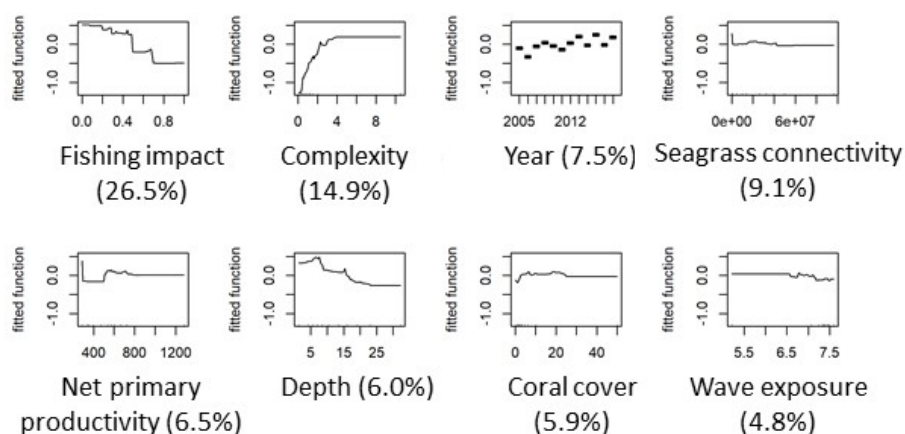 fitted function
0.0
-1.0
0.0 0.4 0.8
Fishing impact
(26.5%)
fitted function
0.0
-1.0
0 4 8
Complexity
(14.9%)
fitted function
0.0
-1.0
2005 2012
Year (7.5%)
fitted function
0.0
-1.0
0e+00 6e+07
Seagrass connectivity
(9.1%)
fitted function
0.0
-1.0
400 800 1200
Net primary
productivity (6.5%)
fitted function
0.0
-1.0
5 15 25
Depth (6.0%)
fitted function
0.0
-1.0
0 20 40
Coral cover
(5.9%)
fitted function
0.0
-1.0
5.5 6.5 7.5
Wave exposure
(4.8%)